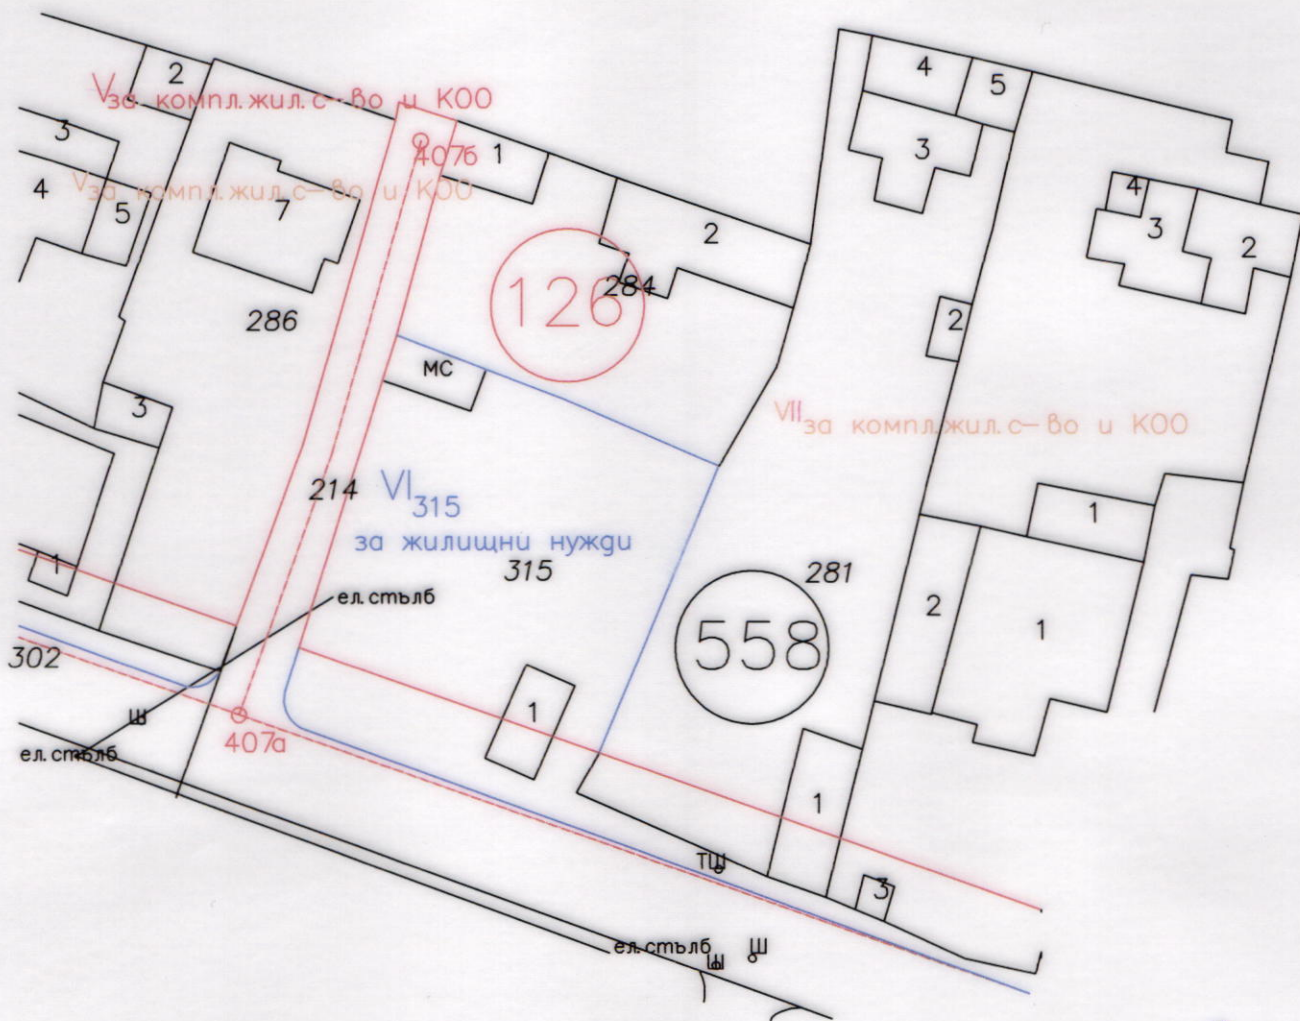 2
4
5
V за компл.жил.с-во и КОО
3
407б
1
3
4
5
V за компл.жил.с-во и КОО
7
4
3
2
2
126
284
286
2
МС
3
VII за компл.жил.с-во и КОО
214
VI 315
за жилищни нужди
1
315
281
1
ел.стълб
2
1
558
302
Ш
1
407а
ел.стълб
1
ТШ
3
ел.стълб
Ш
Ш